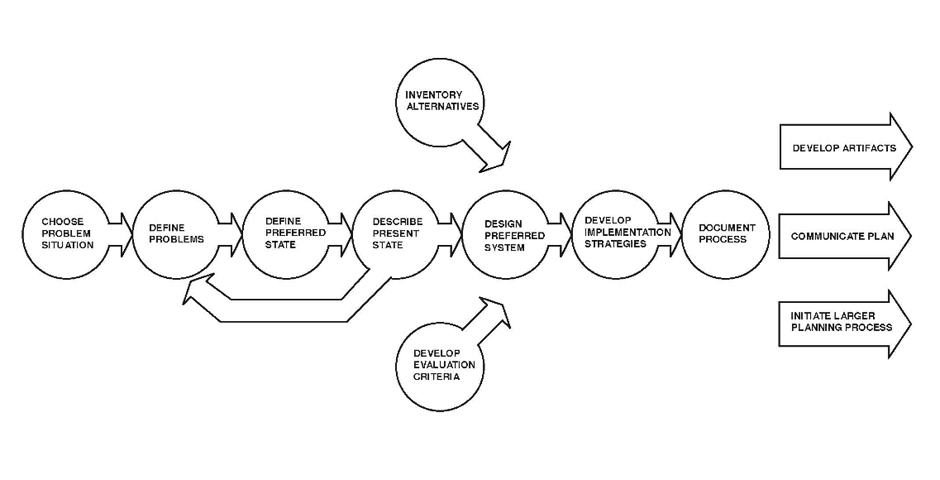 INVENTORY
ALTERNATIVES
DEVELOP ARTIFACTS
CHOOSE
PROBLEM
SITUATION
DEFINE
PROBLEMS
DEFINE
PREFERRED
STATE
DESCRIBE
PRESENT
STATE
DESIGN
PREFERRED
SYSTEM
DEVELOP
IMPLEMENTATION
STRATEGIES
DOCUMENT
PROCESS
COMMUNICATE PLAN
DEVELOP
EVALUATION
CRITERIA
INITIATE LARGER
PLANNING PROCESS